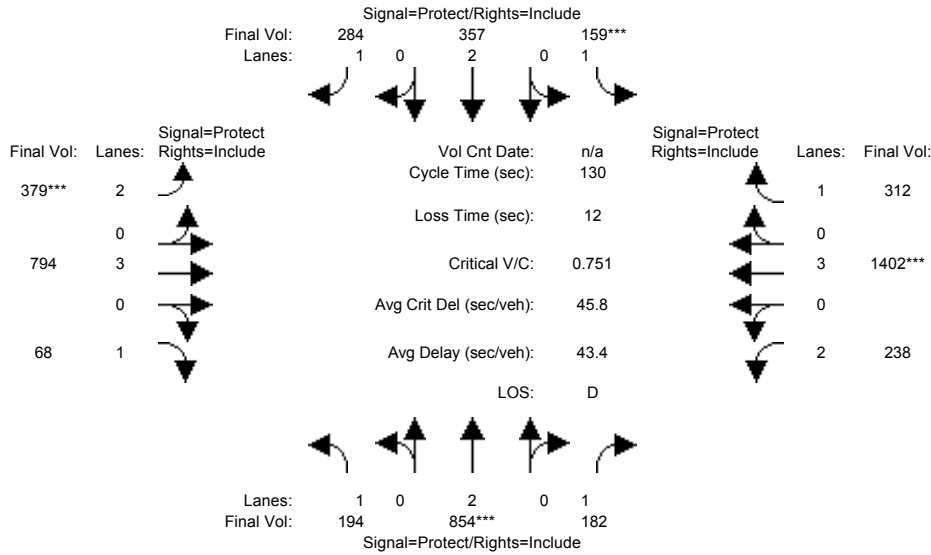 Signal=Protect/Rights=Include
Final Vol: 284 357 159***
Lanes: 1 0 2 0 1
Signal=Protect Signal=Protect
Final Vol: Lanes: Rights=Include Vol Cnt Date: n/a Rights=Include Lanes: Final Vol:
Cycle Time (sec): 130
379*** 2 1 312
Loss Time (sec): 12
0 0
794 3 Critical V/C: 0.751 3 1402***
0 Avg Crit Del (sec/veh): 45.8 0
68 1 Avg Delay (sec/veh): 43.4 2 238
LOS: D
Lanes: 1 0 2 0 1
Final Vol: 194 854*** 182
Signal=Protect/Rights=Include